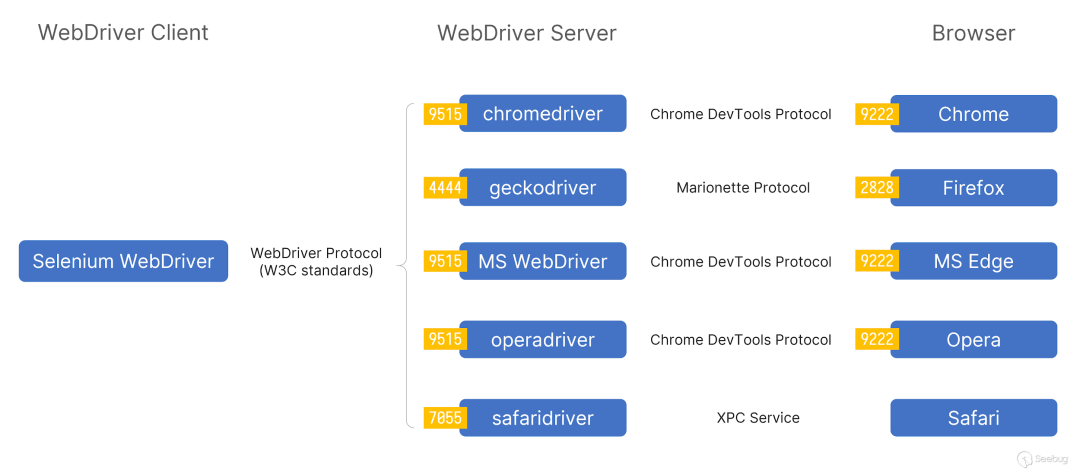 WebDriver Client
WebDriver Server
Browser
9515 chromedriver Chrome DevTools Protocol 9222 Chrome
4444 geckodriver Marionette Protocol 2828 Firefox
Selenium WebDriver
WebDriver Protocol
(W3C standards)
9515 MS WebDriver Chrome DevTools Protocol 9222 MS Edge
9515 operadriver Chrome DevTools Protocol 9222 Opera
7055 safaridriver XPC Service Safari
Seebug